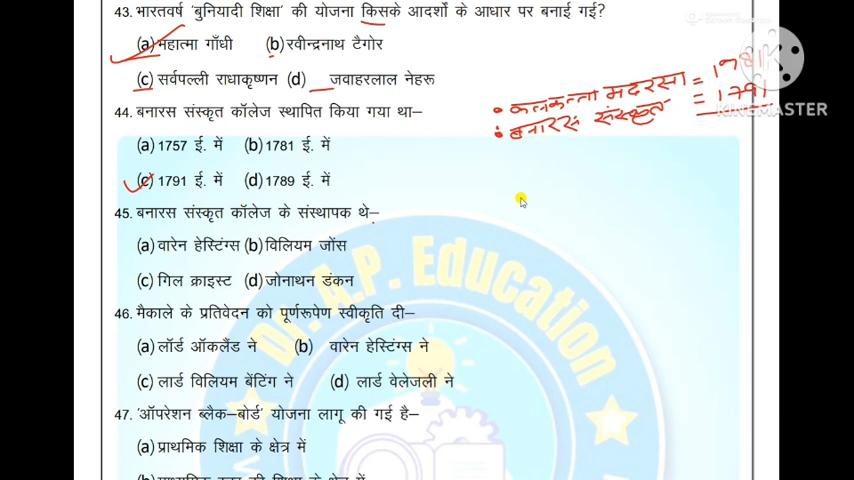 43. भारतवर्ष 'बुनियादी शिक्षा' की योजना किसके आदर्शों के आधार पर बनाई गई?
(a) महात्मा गाँधी (b) रवीन्द्रनाथ टैगोर
(c) सर्वपल्ली राधाकृष्णन (d) जवाहरलाल नेहरू
• कलकत्ता मदरसा = 1781
• बनारस संस्कृत = 1791
KINEMASTER
44. बनारस संस्कृत कॉलेज स्थापित किया गया था–
(a) 1757 ई. में (b) 1781 ई. में
(c) 1791 ई. में (d) 1789 ई. में
45. बनारस संस्कृत कॉलेज के संस्थापक थे–
(a) वारेन हेस्टिंग्स (b) विलियम जोंस
(c) गिल क्राइस्ट (d) जोनाथन डंकन
46. मैकाले के प्रतिवेदन को पूर्णरूपेण स्वीकृति दी–
(a) लॉर्ड ऑकलैंड ने (b) वारेन हेस्टिंग्स ने
(c) लार्ड विलियम बेंटिंग ने (d) लार्ड वेलेजली ने
47. 'ऑपरेशन ब्लैक–बोर्ड' योजना लागू की गई है–
(a) प्राथमिक शिक्षा के क्षेत्र में
Dr. A.P. Education